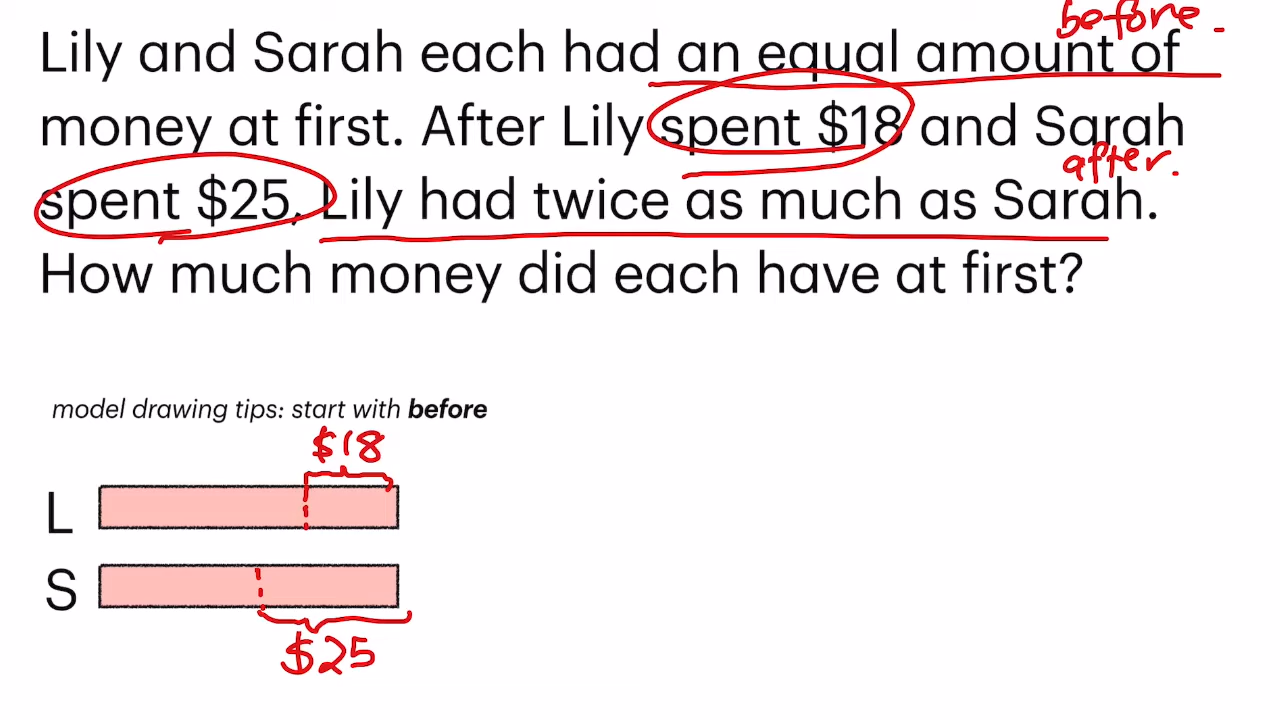 before.
Lily and Sarah each had an equal amount of
money at first. After Lily spent $18 and Sarah
after.
spent $25, Lily had twice as much as Sarah.
How much money did each have at first?
model drawing tips: start with before
$18
L
S
$25